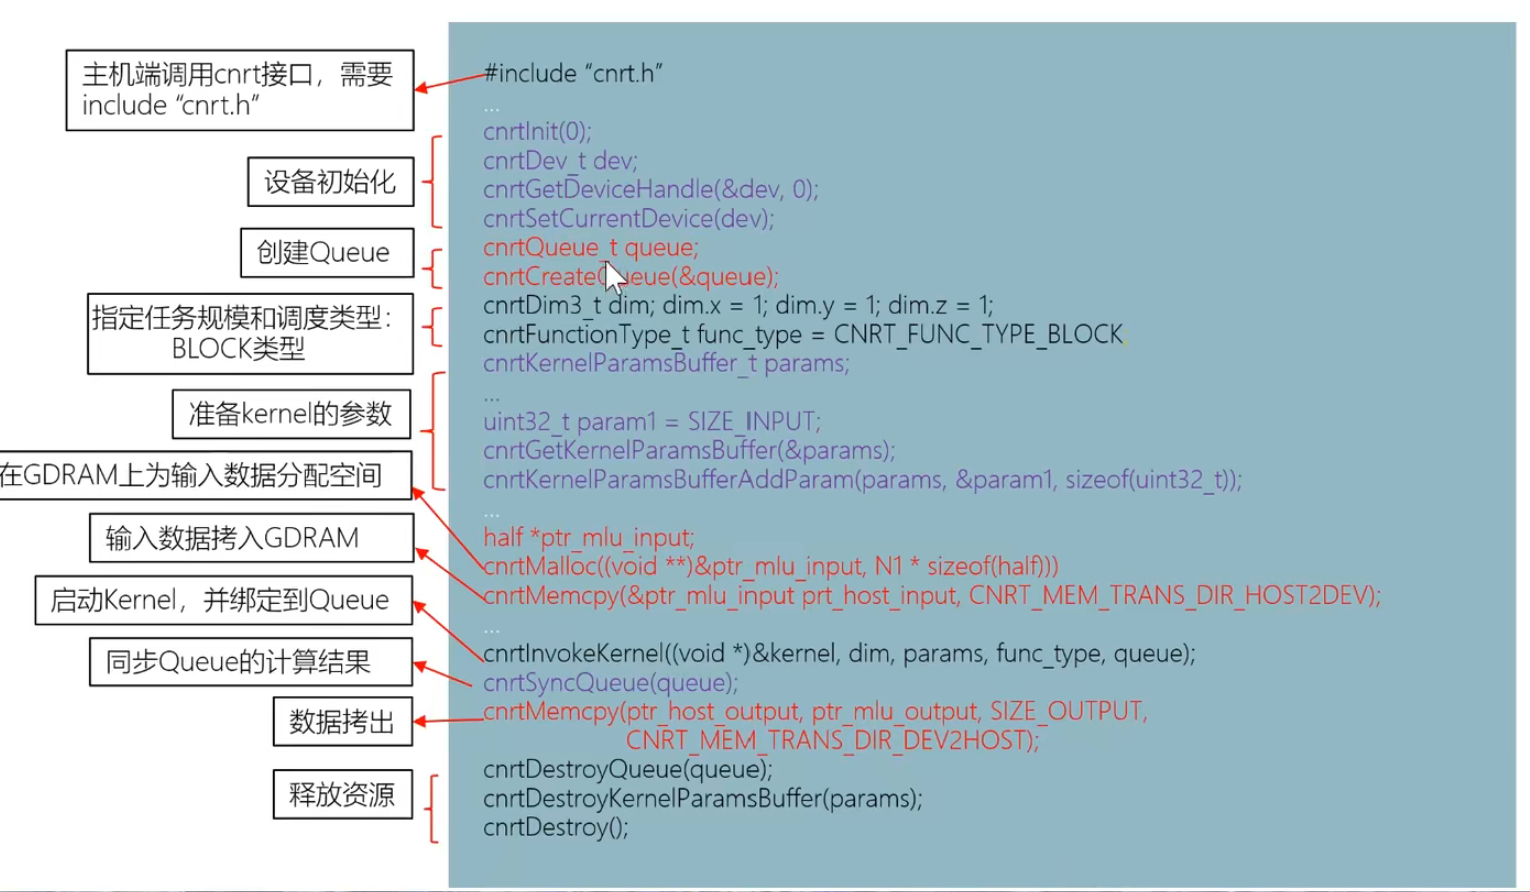 主机端调用cnrt接口，需要
include “cnrt.h”
设备初始化
创建Queue
指定任务规模和调度类型：
BLOCK类型
准备kernel的参数
在GDRAM上为输入数据分配空间
输入数据拷入GDRAM
启动Kernel，并绑定到Queue
同步Queue的计算结果
数据拷出
释放资源
#include “cnrt.h”
...
cnrtInit(0);
cnrtDev_t dev;
cnrtGetDeviceHandle(&dev, 0);
cnrtSetCurrentDevice(dev);
cnrtQueue_t queue;
cnrtCreateQueue(&queue);
cnrtDim3_t dim; dim.x = 1; dim.y = 1; dim.z = 1;
cnrtFunctionType_t func_type = CNRT_FUNC_TYPE_BLOCK;
cnrtKernelParamsBuffer_t params;
...
uint32_t param1 = SIZE_INPUT;
cnrtGetKernelParamsBuffer(&params);
cnrtKernelParamsBufferAddParam(params, &param1, sizeof(uint32_t));
...
half *ptr_mlu_input;
cnrtMalloc((void **)&ptr_mlu_input, N1 * sizeof(half)))
cnrtMemcpy(&ptr_mlu_input prt_host_input, CNRT_MEM_TRANS_DIR_HOST2DEV);
...
cnrtInvokeKernel((void *)&kernel, dim, params, func_type, queue);
cnrtSyncQueue(queue);
cnrtMemcpy(ptr_host_output, ptr_mlu_output, SIZE_OUTPUT,
CNRT_MEM_TRANS_DIR_DEV2HOST);
cnrtDestroyQueue(queue);
cnrtDestroyKernelParamsBuffer(params);
cnrtDestroy();